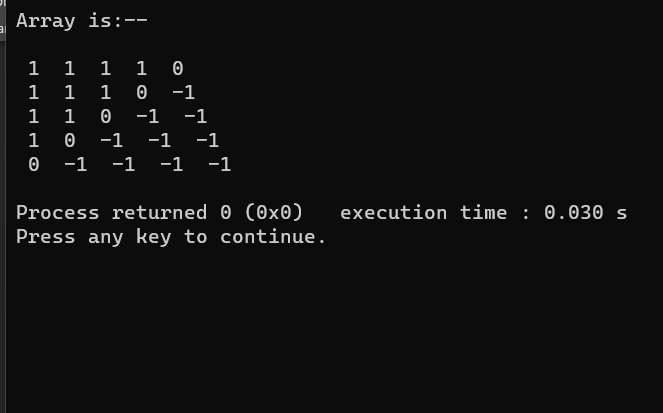 Array is:--
1 1 1 1 0
1 1 1 0 -1
1 1 0 -1 -1
1 0 -1 -1 -1
0 -1 -1 -1 -1
Process returned 0 (0x0) execution time : 0.030 s
Press any key to continue.